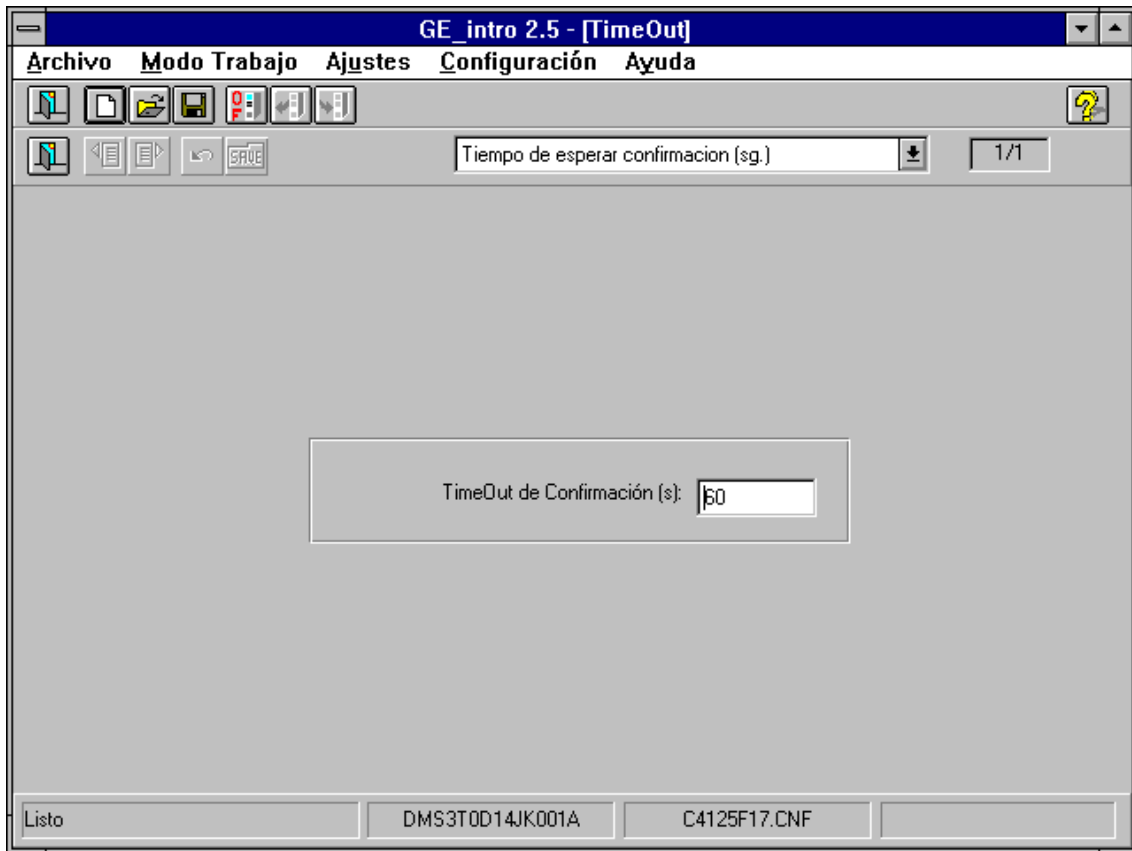 GE_intro 2.5 - [TimeOut]
Archivo Modo Trabajo Ajustes Configuración Ayuda
SAVE Tiempo de esperar confirmacion (sg.) 1/1
TimeOut de Confirmación (s): 60
Listo DMS3T0D14JK001A C4125F17.CNF